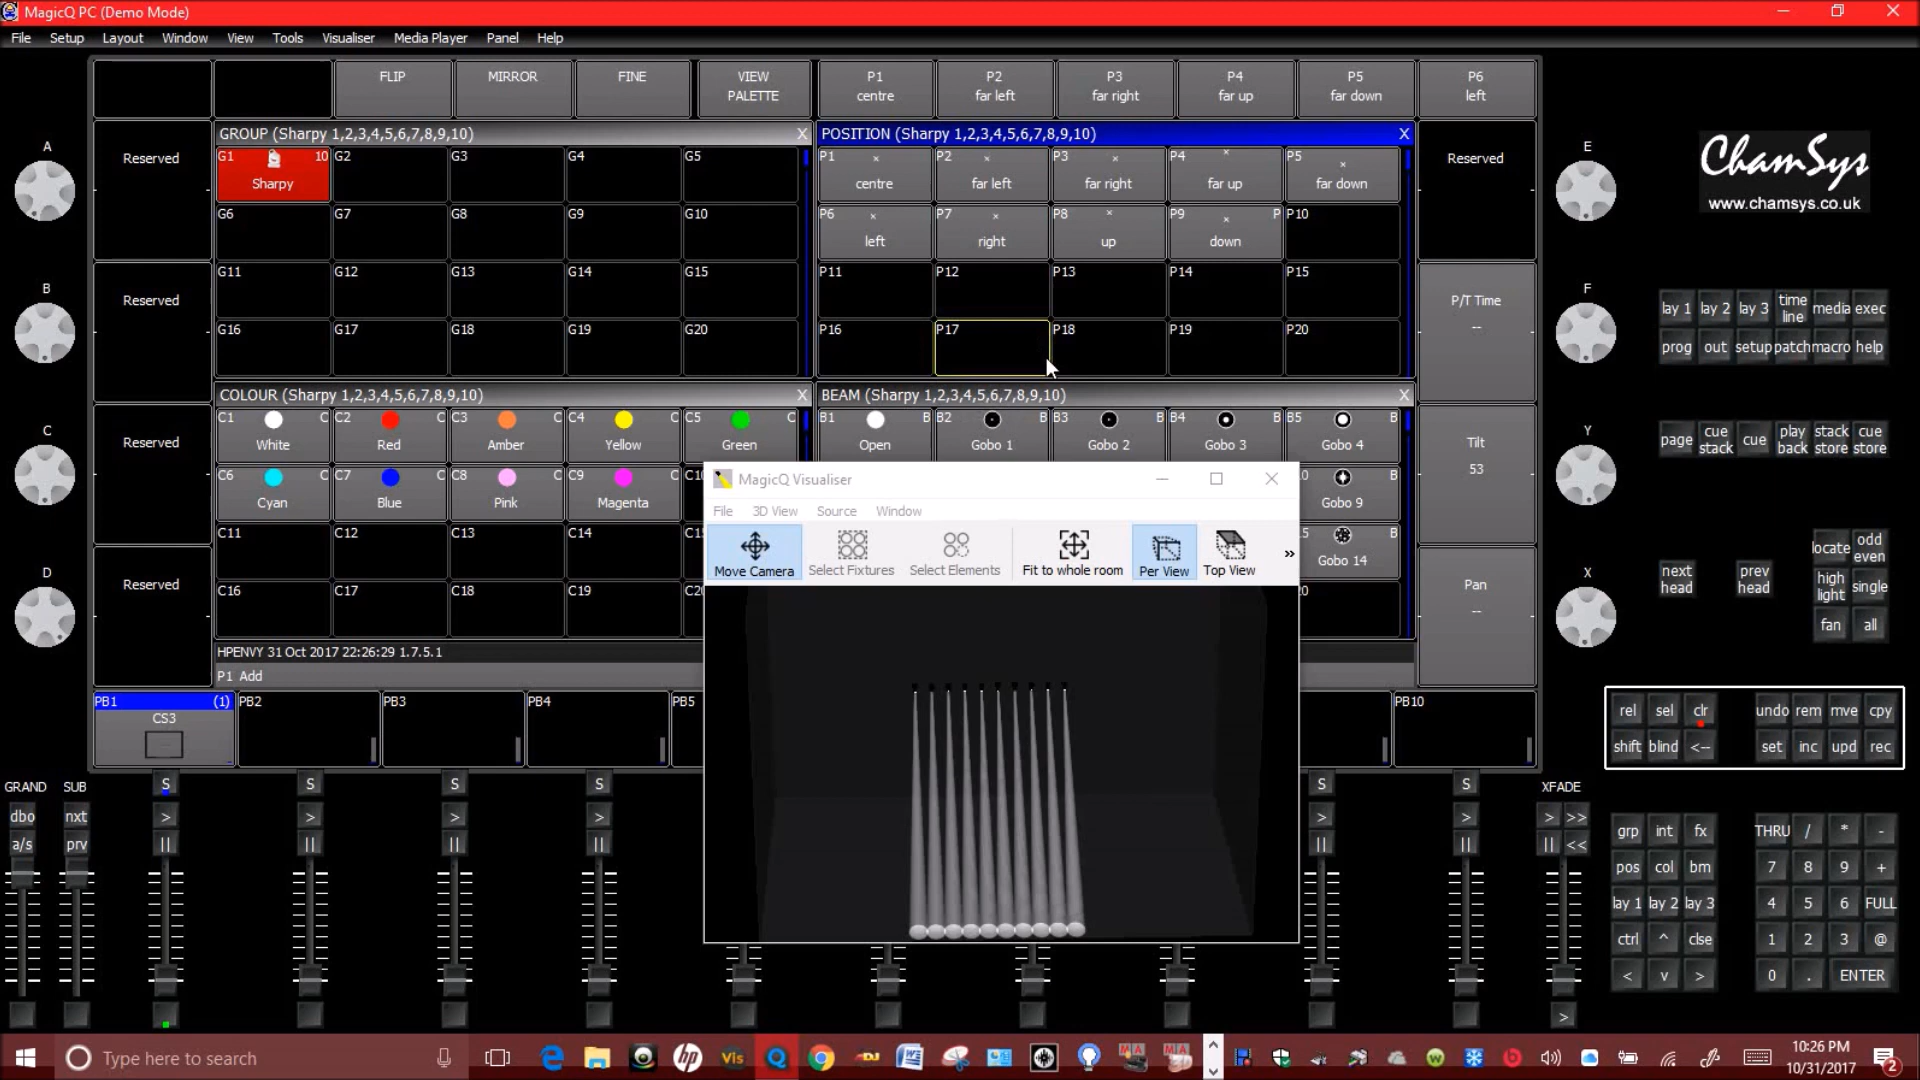 MagicQ PC (Demo Mode)
File Setup Layout Window View Tools Visualiser Media Player Panel Help
FLIP MIRROR FINE VIEW PALETTE
P1 centre P2 far left P3 far right P4 far up P5 far down P6 left
GROUP (Sharpy 1,2,3,4,5,6,7,8,9,10) X
G1 10 Sharpy G2 G3 G4 G5
G6 G7 G8 G9 G10
G11 G12 G13 G14 G15
G16 G17 G18 G19 G20
POSITION (Sharpy 1,2,3,4,5,6,7,8,9,10) X
P1 centre P2 far left P3 far right P4 far up P5 far down
P6 left P7 right P8 up P9 P down P10
P11 P12 P13 P14 P15
P16 P17 P18 P19 P20
COLOUR (Sharpy 1,2,3,4,5,6,7,8,9,10) X
C1 C White C2 C Red C3 C Amber C4 C Yellow C5 C Green
C6 C Cyan C7 C Blue C8 C Pink C9 C Magenta
C11 C12 C13 C14
C16 C17 C18 C19
BEAM (Sharpy 1,2,3,4,5,6,7,8,9,10) X
B1 B Open B2 B Gobo 1 B3 B Gobo 2 B4 B Gobo 3 B5 B Gobo 4
B Gobo 9
B Gobo 14
A Reserved
B Reserved
C Reserved
D Reserved
Reserved E
P/T Time -- F
Tilt 53 Y
Pan -- X
HPENVY 31 Oct 2017 22:26:29 1.7.5.1
P1 Add
PB1 (1) CS3 PB2 PB3 PB4 PB5 PB10
MagicQ Visualiser
File 3D View Source Window
Move Camera Select Fixtures Select Elements Fit to whole room Per View Top View »
ChamSys
www.chamsys.co.uk
lay 1 lay 2 lay 3 time line media exec
prog out setup patch macro help
page cue stack cue play back stack store cue store
locate odd even
next head prev head high light single
fan all
rel sel clr undo rem mve cpy
shift blind <-- set inc upd rec
GRAND SUB S S S S S S XFADE
dbo nxt > > > > > > > >>
a/s prv || || || || || || || <<
>
grp int fx THRU / * -
pos col bm 7 8 9 +
lay 1 lay 2 lay 3 4 5 6 FULL
ctrl ^ clse 1 2 3 @
< v > 0 . ENTER
Type here to search
10:26 PM
10/31/2017
2